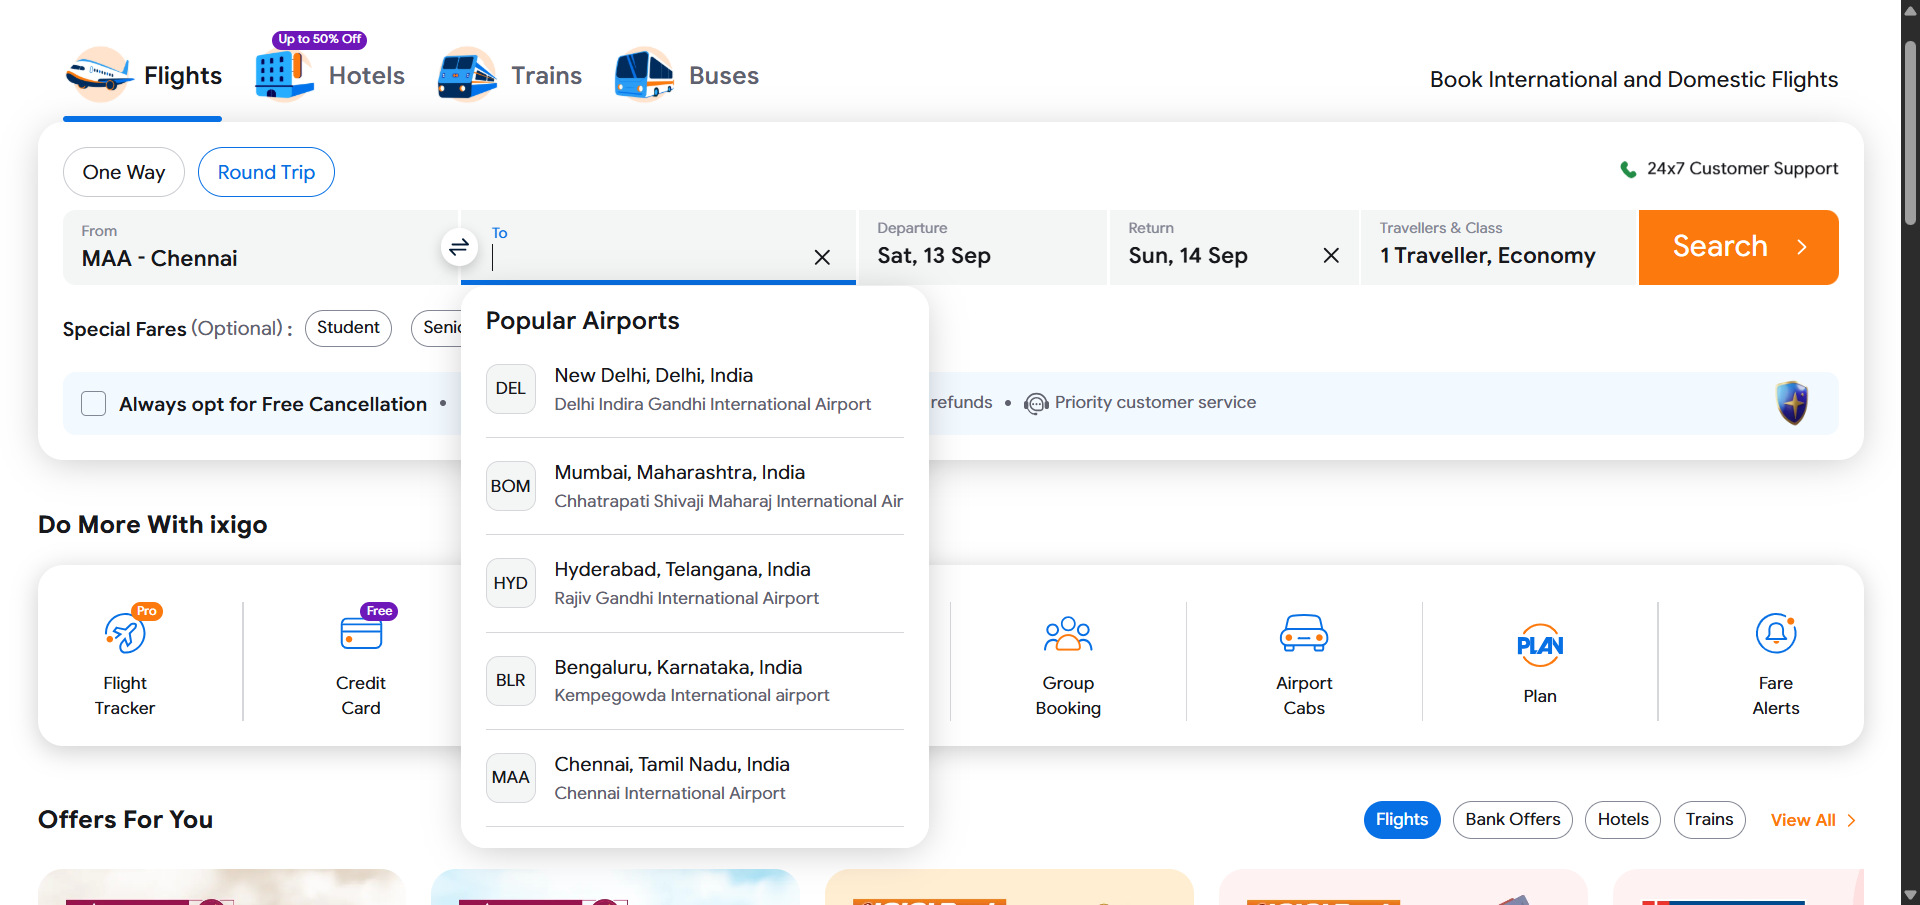 Up to 50% Off
Flights
Hotels
Trains
Buses
Book International and Domestic Flights
One Way
Round Trip
24x7 Customer Support
From
MAA - Chennai
To
Departure
Sat, 13 Sep
Return
Sun, 14 Sep
Travellers & Class
1 Traveller, Economy
Search
Special Fares (Optional) :
Student
Popular Airports
DEL
New Delhi, Delhi, India
Delhi Indira Gandhi International Airport
Always opt for Free Cancellation •
refunds • Priority customer service
BOM
Mumbai, Maharashtra, India
Chhatrapati Shivaji Maharaj International Air
HYD
Hyderabad, Telangana, India
Rajiv Gandhi International Airport
BLR
Bengaluru, Karnataka, India
Kempegowda International airport
MAA
Chennai, Tamil Nadu, India
Chennai International Airport
Do More With ixigo
Pro
Flight
Tracker
Free
Credit
Card
Group
Booking
Airport
Cabs
PLAN
Plan
Fare
Alerts
Offers For You
Flights
Bank Offers
Hotels
Trains
View All